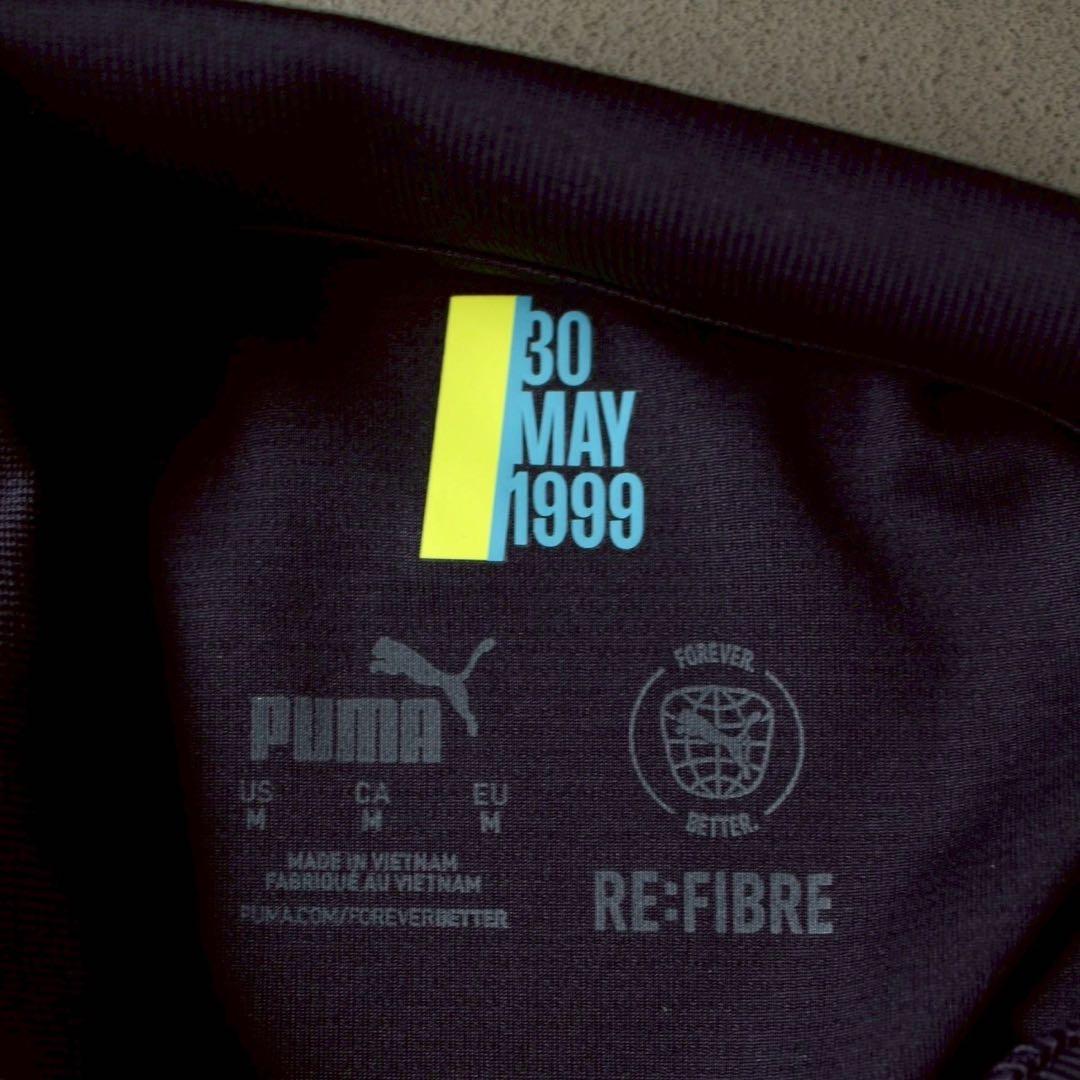 30
MAY
1999
PUMA
US CA EU
M M M
MADE IN VIETNAM
FABRIQUÉ AU VIETNAM
PUMA.COM/FOREVERBETTER
FOREVER.
BETTER.
RE:FIBRE